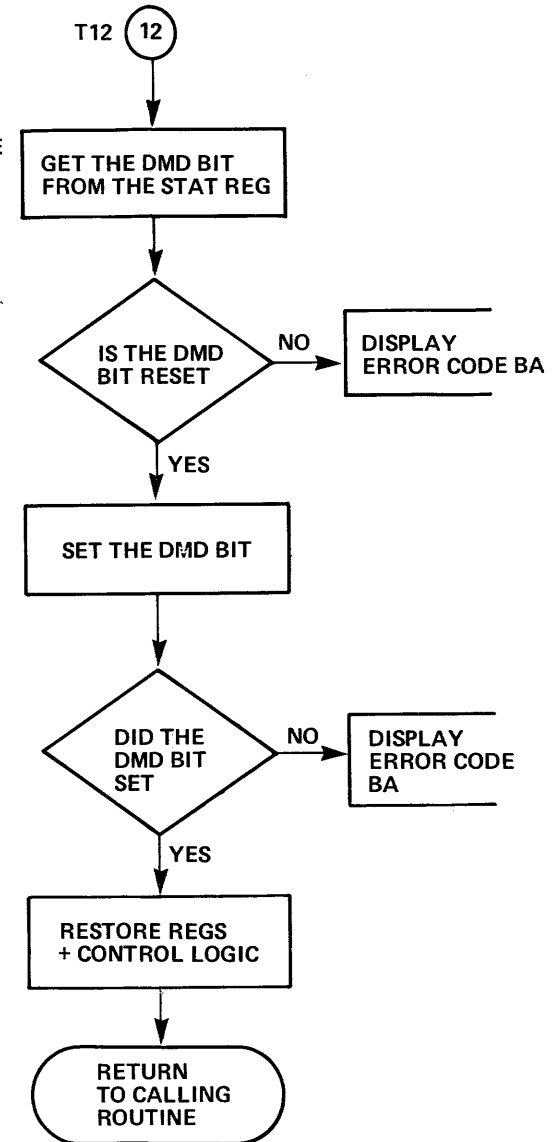 T12 12
E
GET THE DMD BIT
FROM THE STAT REG
IS THE DMD
BIT RESET
NO
DISPLAY
ERROR CODE BA
YES
SET THE DMD BIT
DID THE
DMD BIT
SET
NO
DISPLAY
ERROR CODE
BA
YES
RESTORE REGS
+ CONTROL LOGIC
RETURN
TO CALLING
ROUTINE